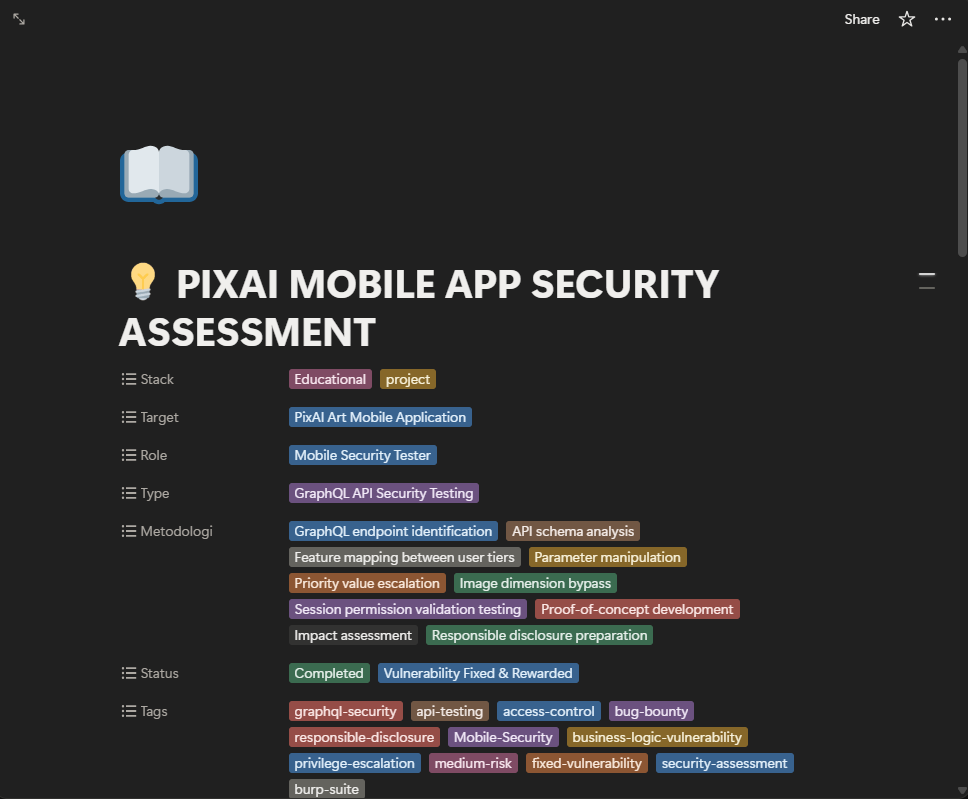 Share
PIXAI MOBILE APP SECURITY
ASSESSMENT
Stack Educational project
Target PixAI Art Mobile Application
Role Mobile Security Tester
Type GraphQL API Security Testing
Metodologi GraphQL endpoint identification API schema analysis
Feature mapping between user tiers Parameter manipulation
Priority value escalation Image dimension bypass
Session permission validation testing Proof-of-concept development
Impact assessment Responsible disclosure preparation
Status Completed Vulnerability Fixed & Rewarded
Tags graphql-security api-testing access-control bug-bounty
responsible-disclosure Mobile-Security business-logic-vulnerability
privilege-escalation medium-risk fixed-vulnerability security-assessment
burp-suite